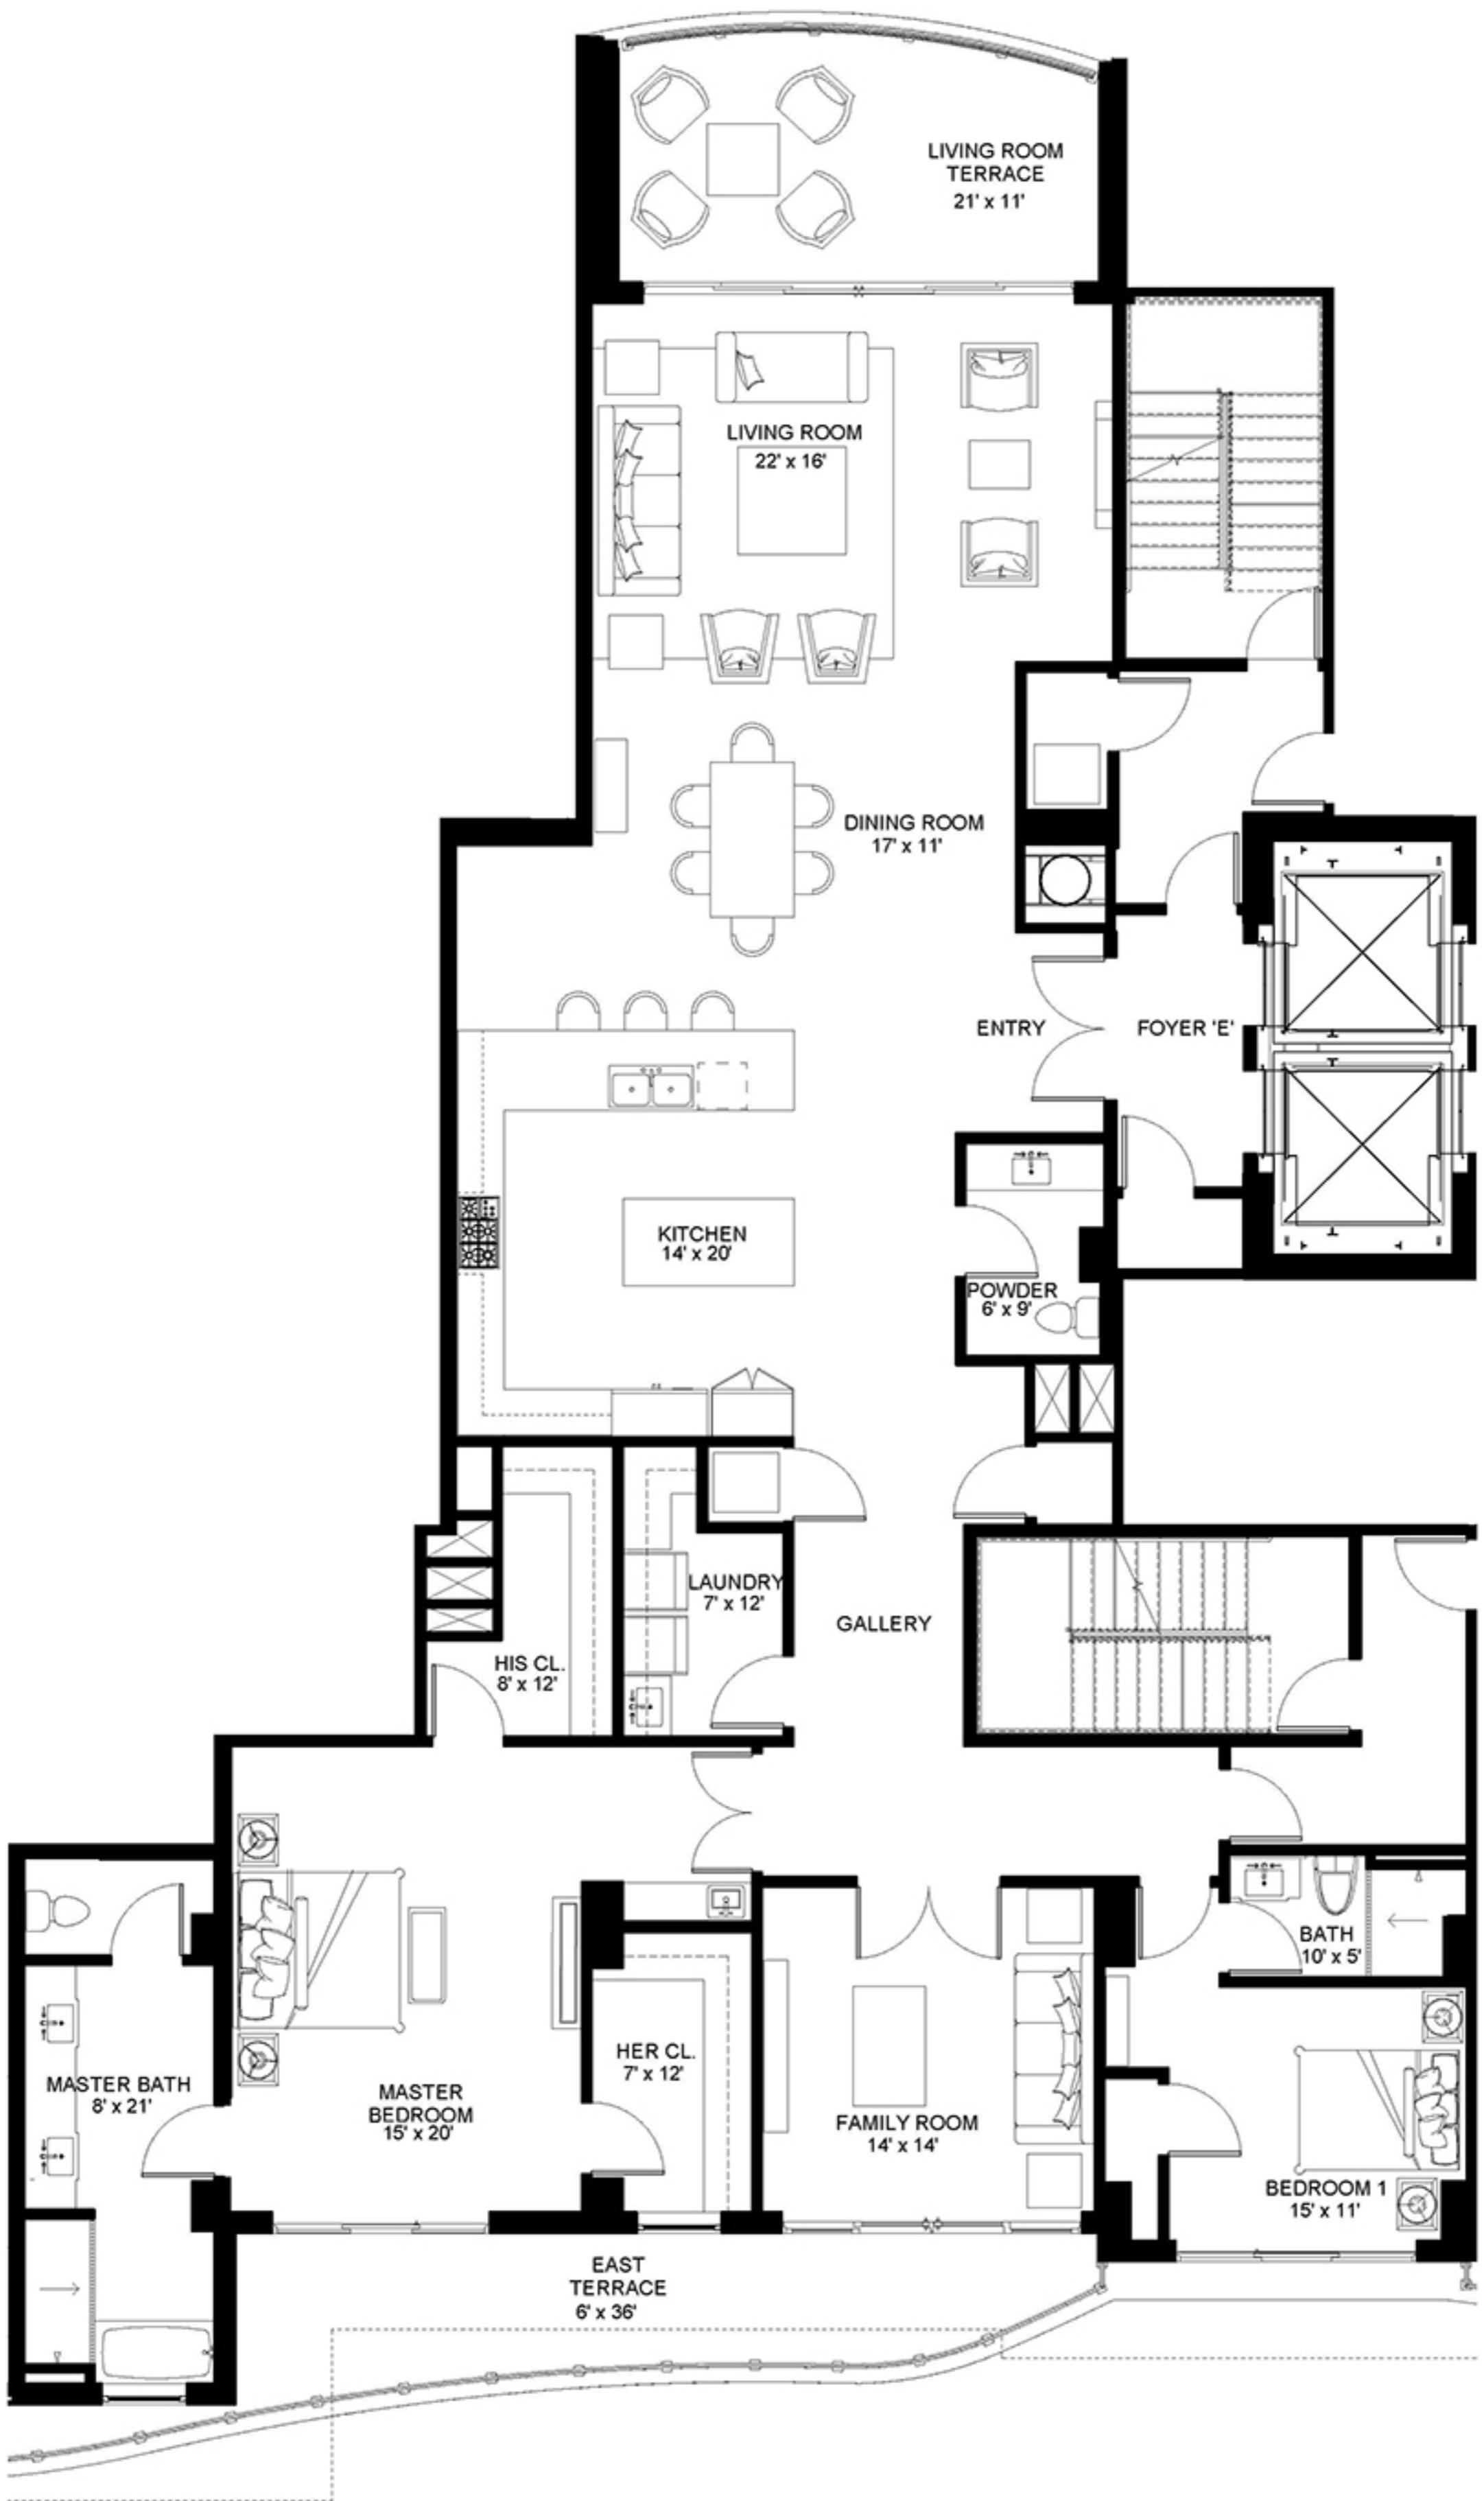 LIVING ROOM
TERRACE
21' x 11'
LIVING ROOM
22' x 16'
DINING ROOM
17' x 11'
ENTRY
FOYER 'E'
KITCHEN
14' x 20'
POWDER
6' x 9'
LAUNDRY
7' x 12'
GALLERY
HIS CL.
8' x 12'
BATH
10' x 5'
HER CL.
7' x 12'
MASTER BATH
8' x 21'
MASTER
BEDROOM
15' x 20'
FAMILY ROOM
14' x 14'
BEDROOM 1
15' x 11'
EAST
TERRACE
6' x 36'